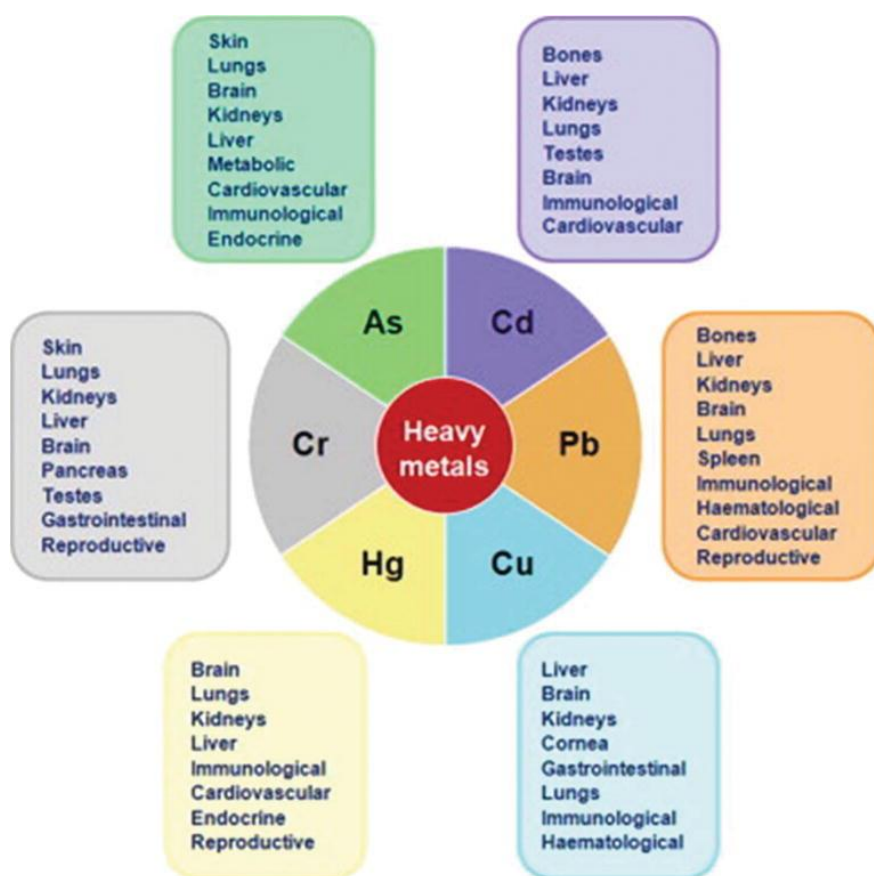 Skin
Lungs
Brain
Kidneys
Liver
Metabolic
Cardiovascular
Immunological
Endocrine
Bones
Liver
Kidneys
Lungs
Testes
Brain
Immunological
Cardiovascular
As
Cd
Skin
Lungs
Kidneys
Liver
Brain
Pancreas
Testes
Gastrointestinal
Reproductive
Cr
Heavy
metals
Pb
Bones
Liver
Kidneys
Brain
Lungs
Spleen
Immunological
Haematological
Cardiovascular
Reproductive
Hg
Cu
Brain
Lungs
Kidneys
Liver
Immunological
Cardiovascular
Endocrine
Reproductive
Liver
Brain
Kidneys
Cornea
Gastrointestinal
Lungs
Immunological
Haematological